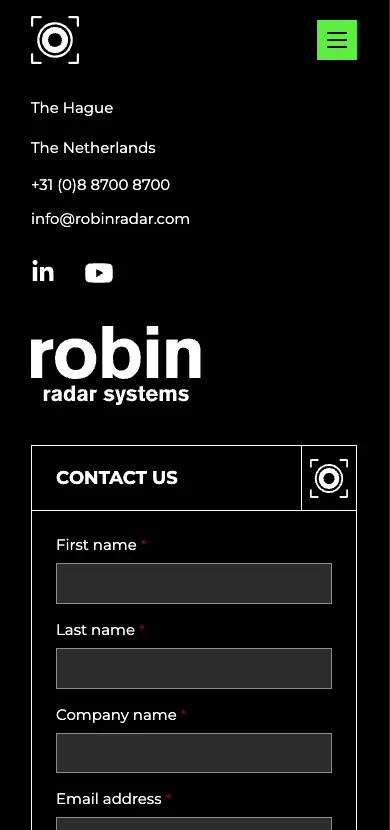 The Hague
The Netherlands
+31 (0)8 8700 8700
info@robinradar.com
in
robin
radar systems
CONTACT US
First name *
Last name *
Company name *
Email address *